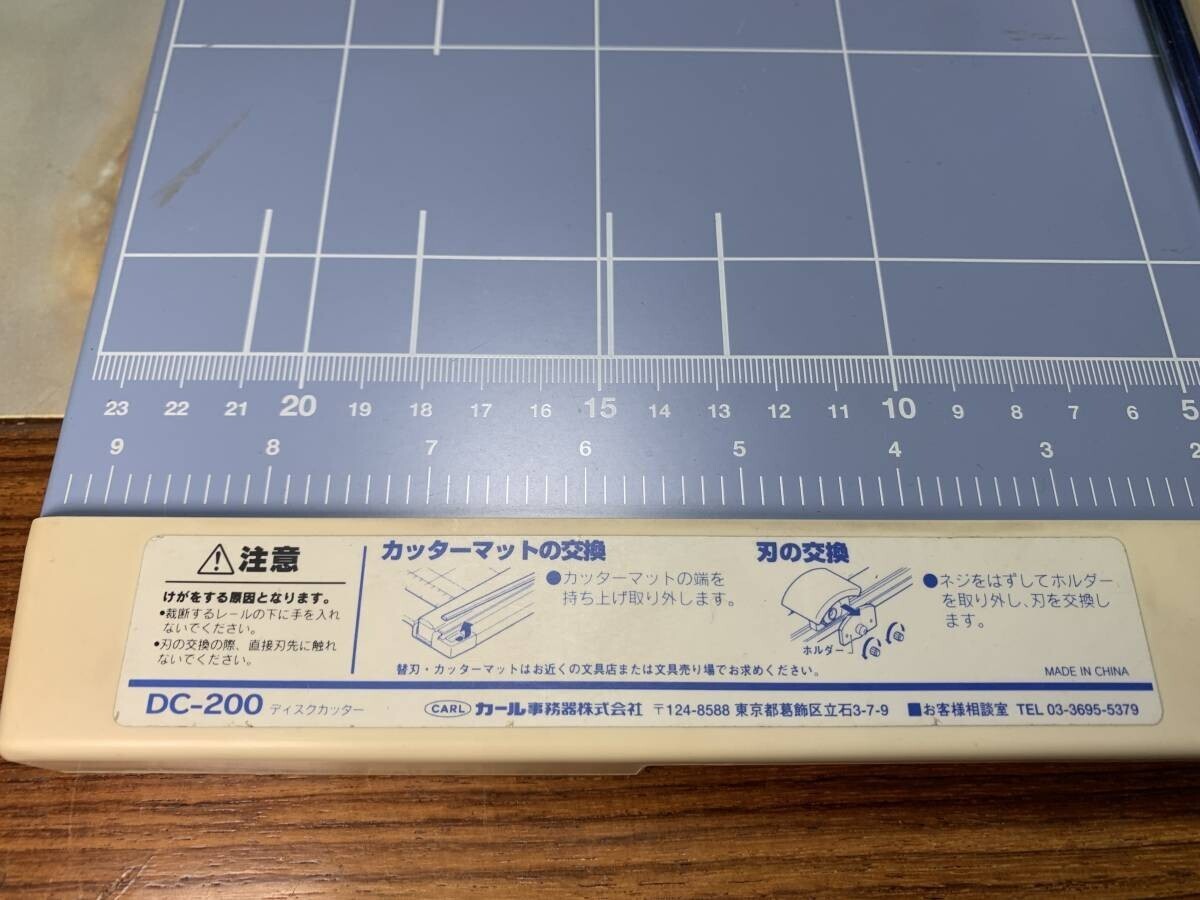 23 22 21 20 19 18 17 16 15 14 13 12 11 10 9 8 7 6 5
9 8 7 6 5 4 3 2
注意
けがをする原因となります。
•裁断するレールの下に手を入れ
ないでください。
•刃の交換の際、直接刃先に触れ
ないでください。
カッターマットの交換
●カッターマットの端を
持ち上げ取り外します。
刃の交換
ホルダー
●ネジをはずしてホルダー
を取り外し、刃を交換し
ます。
替刃・カッターマットはお近くの文具店または文具売り場でお求めください。
MADE IN CHINA
DC-200 ディスクカッター
CARL カール事務器株式会社 〒124-8588 東京都葛飾区立石3-7-9 ■お客様相談室 TEL 03-3695-5379